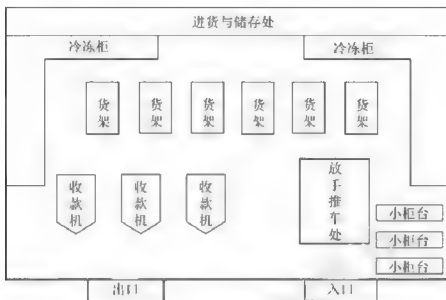 进货与储存处
冷冻柜
冷冻柜
货架
货架
货架
货架
货架
货架
收款机
收款机
收款机
放手推车处
小柜台
小柜台
小柜台
出口
入口